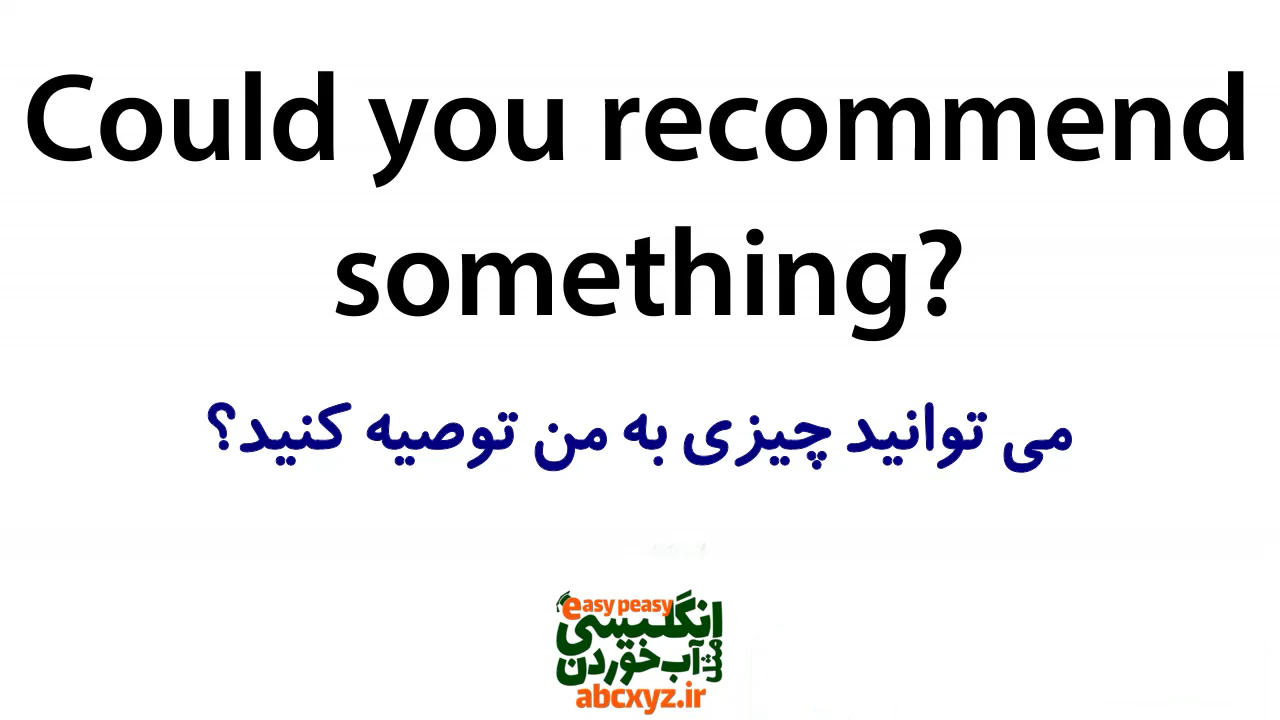 Could you recommend
something?
می توانید چیزی به من توصیه کنید؟
easy peasy
انگلیسی
مثل آب خوردن
abcxyz.ir